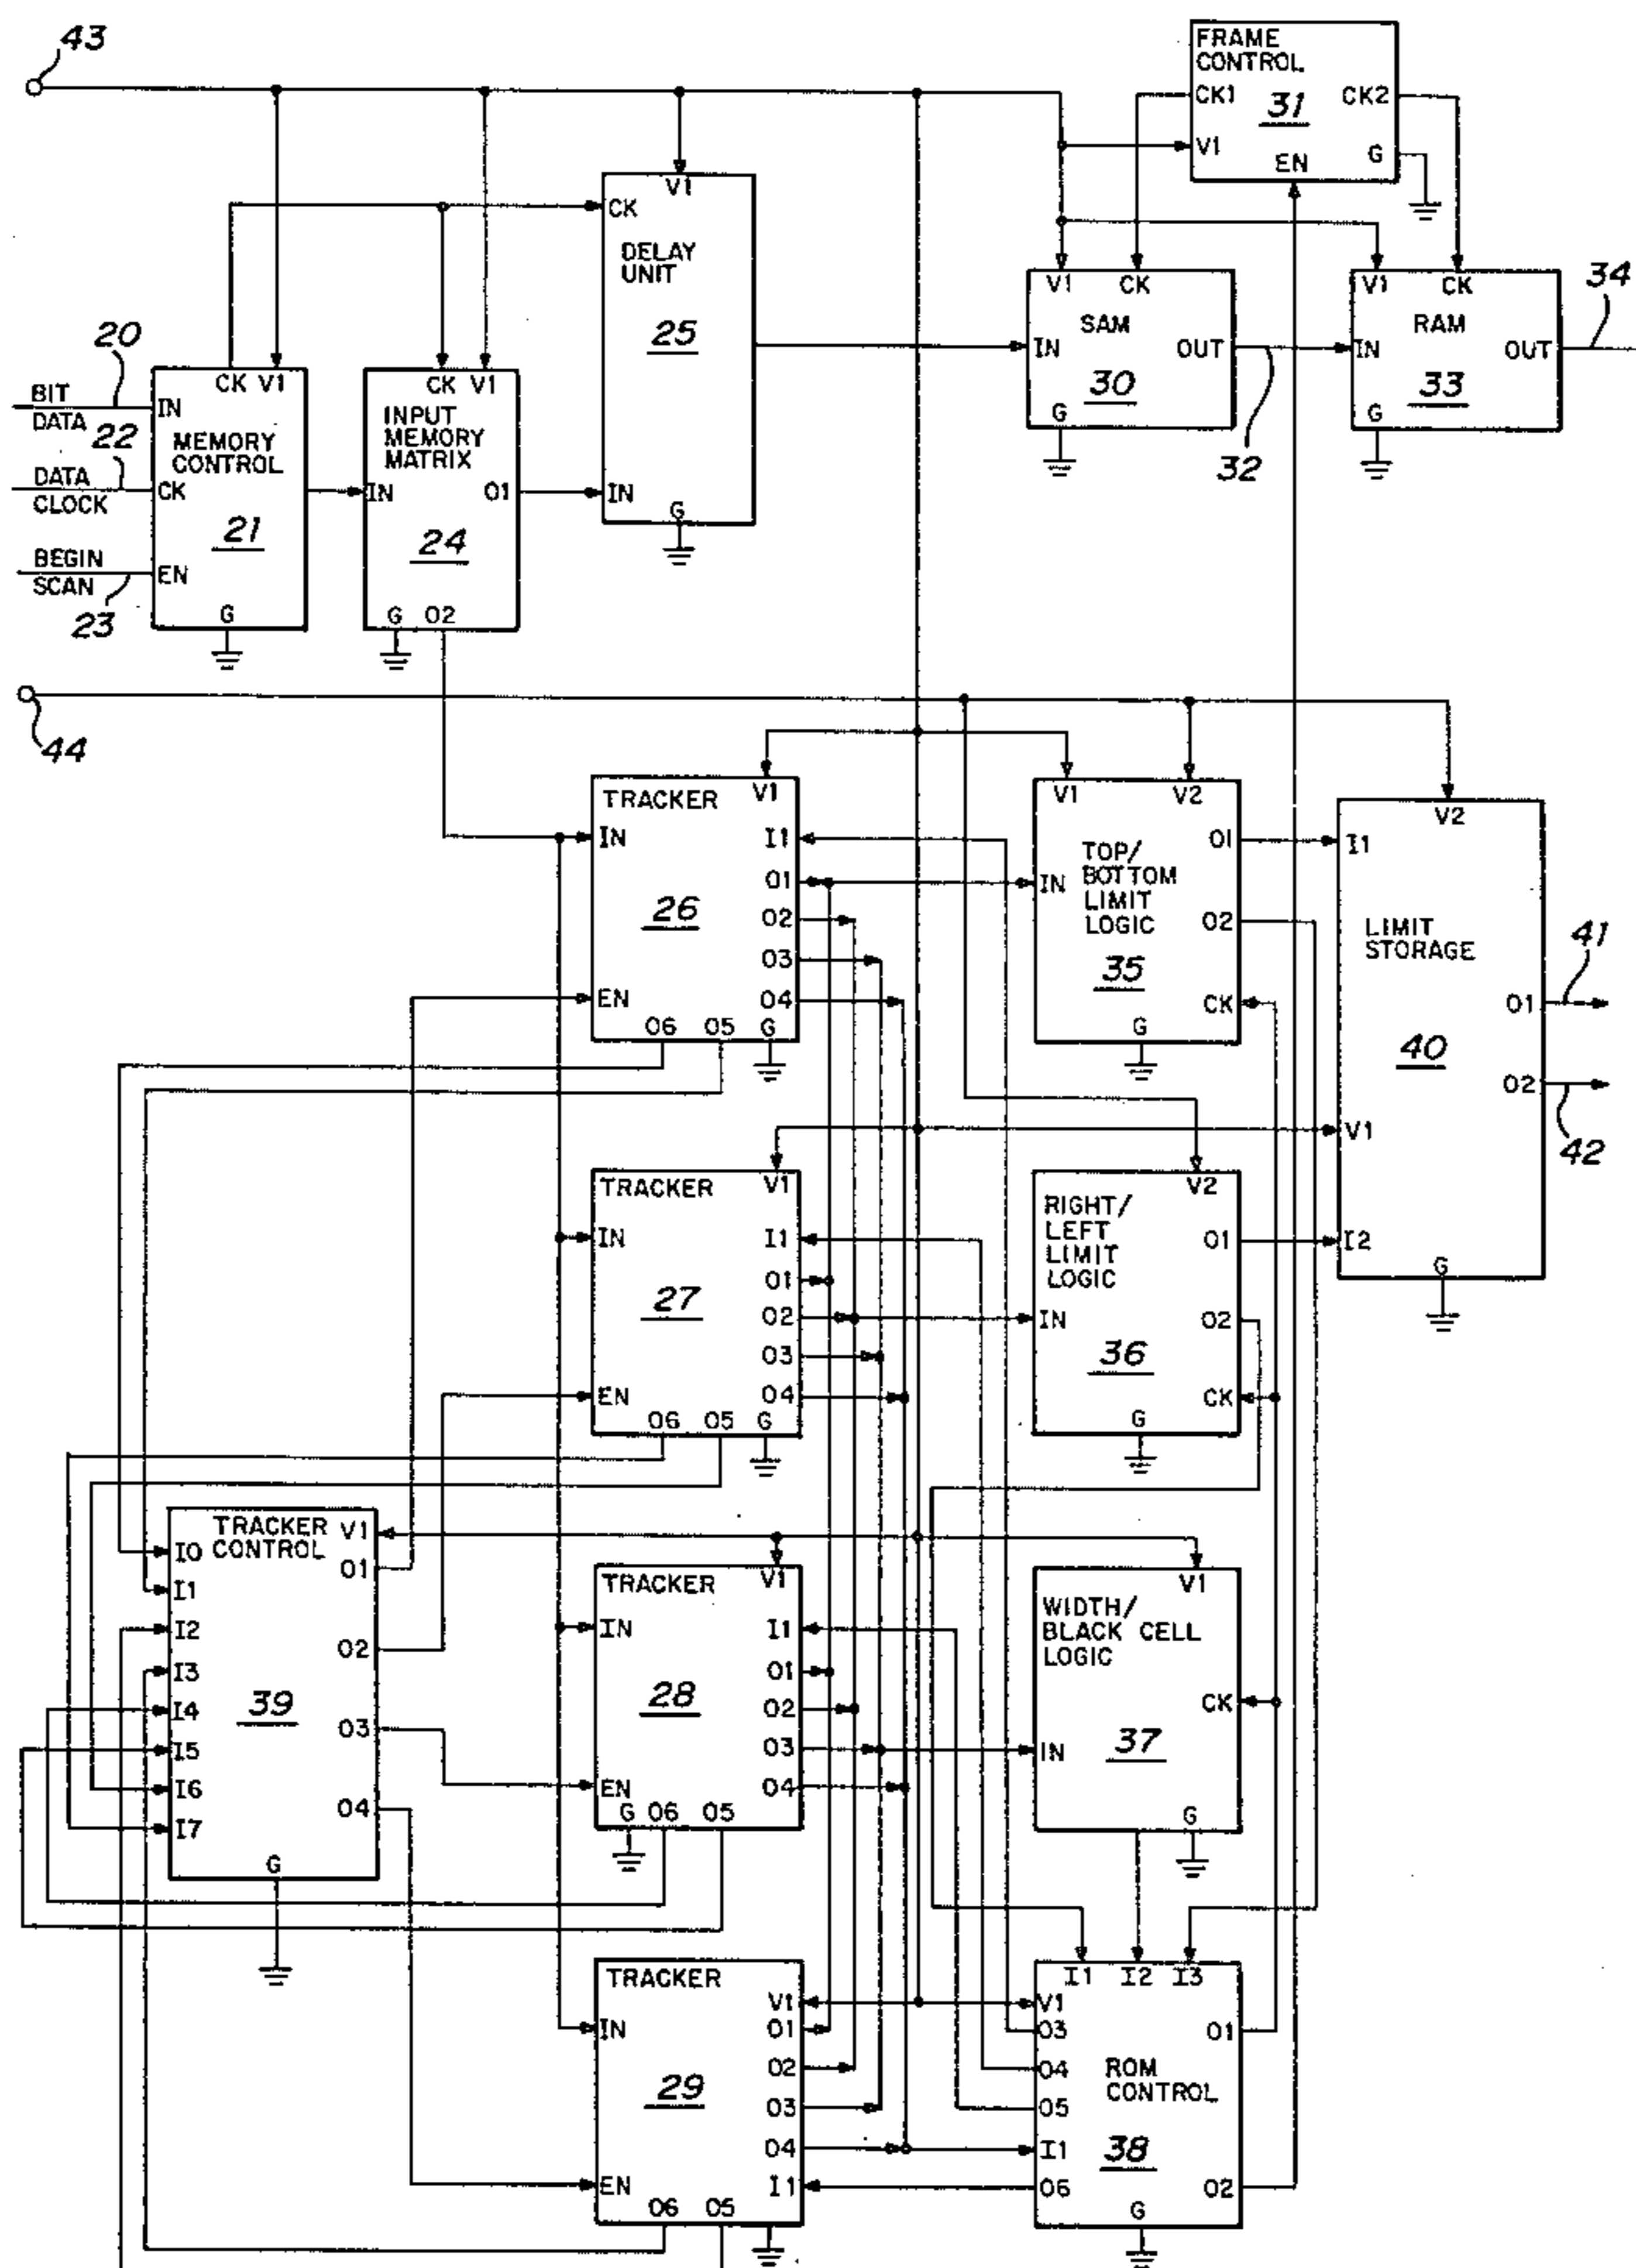 43
FRAME
CONTROL
CK1
31
CK2
V1
EN
G
V1
CK
DELAY
UNIT
25
IN
G
V1
CK
SAM
IN
OUT
30
G
32
V1
CK
RAM
IN
OUT
33
G
34
20
BIT
DATA
22
DATA
CLOCK
BEGIN
SCAN
23
CK V1
IN
MEMORY
CONTROL
CK
21
EN
G
CK V1
INPUT
MEMORY
MATRIX
IN
O1
24
G
O2
44
TRACKER
V1
IN
I1
O1
26
O2
O3
EN
O4
O6
O5
G
V1
V2
O1
TOP/
BOTTOM
LIMIT
LOGIC
IN
O2
35
CK
G
V2
I1
LIMIT
STORAGE
41
O1
40
O2
42
V1
I2
G
TRACKER
V1
IN
I1
O1
27
O2
O3
EN
O4
O6
O5
G
V2
RIGHT/
LEFT
LIMIT
LOGIC
O1
IN
O2
36
CK
G
TRACKER
CONTROL
V1
I0
O1
I1
I2
O2
I3
39
I4
O3
I5
I6
O4
I7
G
TRACKER
V1
IN
I1
O1
28
O2
O3
EN
O4
G
O6
O5
V1
WIDTH/
BLACK CELL
LOGIC
CK
37
IN
G
TRACKER
V1
IN
O1
O2
29
O3
O4
EN
I1
O6
O5
I1
I2
I3
V1
O3
O1
O4
ROM
CONTROL
O5
I1
38
O6
O2
G